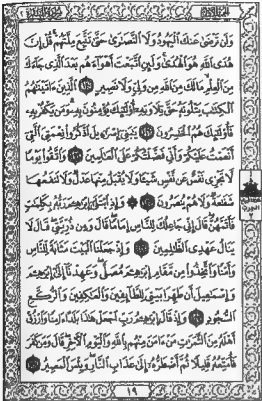 وَلَن تَرْضَىٰ عَنكَ ٱلْيَهُودُ وَلَا ٱلنَّصَٰرَىٰ حَتَّىٰ تَتَّبِعَ مِلَّتَهُمْ ۗ قُلْ إِنَّ
هُدَى ٱللَّهِ هُوَ ٱلْهُدَىٰ ۗ وَلَئِنِ ٱتَّبَعْتَ أَهْوَآءَهُم بَعْدَ ٱلَّذِى جَآءَكَ
مِنَ ٱلْعِلْمِ ۙ مَا لَكَ مِنَ ٱللَّهِ مِن وَلِىٍّ وَلَا نَصِيرٍ ١٢٠ ٱلَّذِينَ ءَاتَيْنَٰهُمُ
ٱلْكِتَٰبَ يَتْلُونَهُۥ حَقَّ تِلَاوَتِهِۦٓ أُو۟لَٰٓئِكَ يُؤْمِنُونَ بِهِۦ ۗ وَمَن يَكْفُرْ بِهِۦ
فَأُو۟لَٰٓئِكَ هُمُ ٱلْخَٰسِرُونَ ١٢١ يَٰبَنِىٓ إِسْرَٰٓءِيلَ ٱذْكُرُوا۟ نِعْمَتِىَ ٱلَّتِىٓ
أَنْعَمْتُ عَلَيْكُمْ وَأَنِّى فَضَّلْتُكُمْ عَلَى ٱلْعَٰلَمِينَ ١٢٢ وَٱتَّقُوا۟ يَوْمًا
لَّا تَجْزِى نَفْسٌ عَن نَّفْسٍ شَيْـًٔا وَلَا يُقْبَلُ مِنْهَا عَدْلٌ وَلَا تَنفَعُهَا
شَفَٰعَةٌ وَلَا هُمْ يُنصَرُونَ ١٢٣ ۞ وَإِذِ ٱبْتَلَىٰٓ إِبْرَٰهِۦمَ رَبُّهُۥ بِكَلِمَٰتٍ
فَأَتَمَّهُنَّ ۖ قَالَ إِنِّى جَاعِلُكَ لِلنَّاسِ إِمَامًا ۖ قَالَ وَمِن ذُرِّيَّتِى ۖ قَالَ لَا
يَنَالُ عَهْدِى ٱلظَّٰلِمِينَ ١٢٤ وَإِذْ جَعَلْنَا ٱلْبَيْتَ مَثَابَةً لِّلنَّاسِ
وَأَمْنًا وَٱتَّخِذُوا۟ مِن مَّقَامِ إِبْرَٰهِۦمَ مُصَلًّى ۖ وَعَهِدْنَآ إِلَىٰٓ إِبْرَٰهِۦمَ
وَإِسْمَٰعِيلَ أَن طَهِّرَا بَيْتِىَ لِلطَّآئِفِينَ وَٱلْعَٰكِفِينَ وَٱلرُّكَّعِ
ٱلسُّجُودِ ١٢٥ وَإِذْ قَالَ إِبْرَٰهِۦمُ رَبِّ ٱجْعَلْ هَٰذَا بَلَدًا ءَامِنًا وَٱرْزُقْ
أَهْلَهُۥ مِنَ ٱلثَّمَرَٰتِ مَنْ ءَامَنَ مِنْهُم بِٱللَّهِ وَٱلْيَوْمِ ٱلْءَاخِرِ ۖ قَالَ وَمَن كَفَرَ
فَأُمَتِّعُهُۥ قَلِيلًا ثُمَّ أَضْطَرُّهُۥٓ إِلَىٰ عَذَابِ ٱلنَّارِ ۖ وَبِئْسَ ٱلْمَصِيرُ ١٢٦
١٩